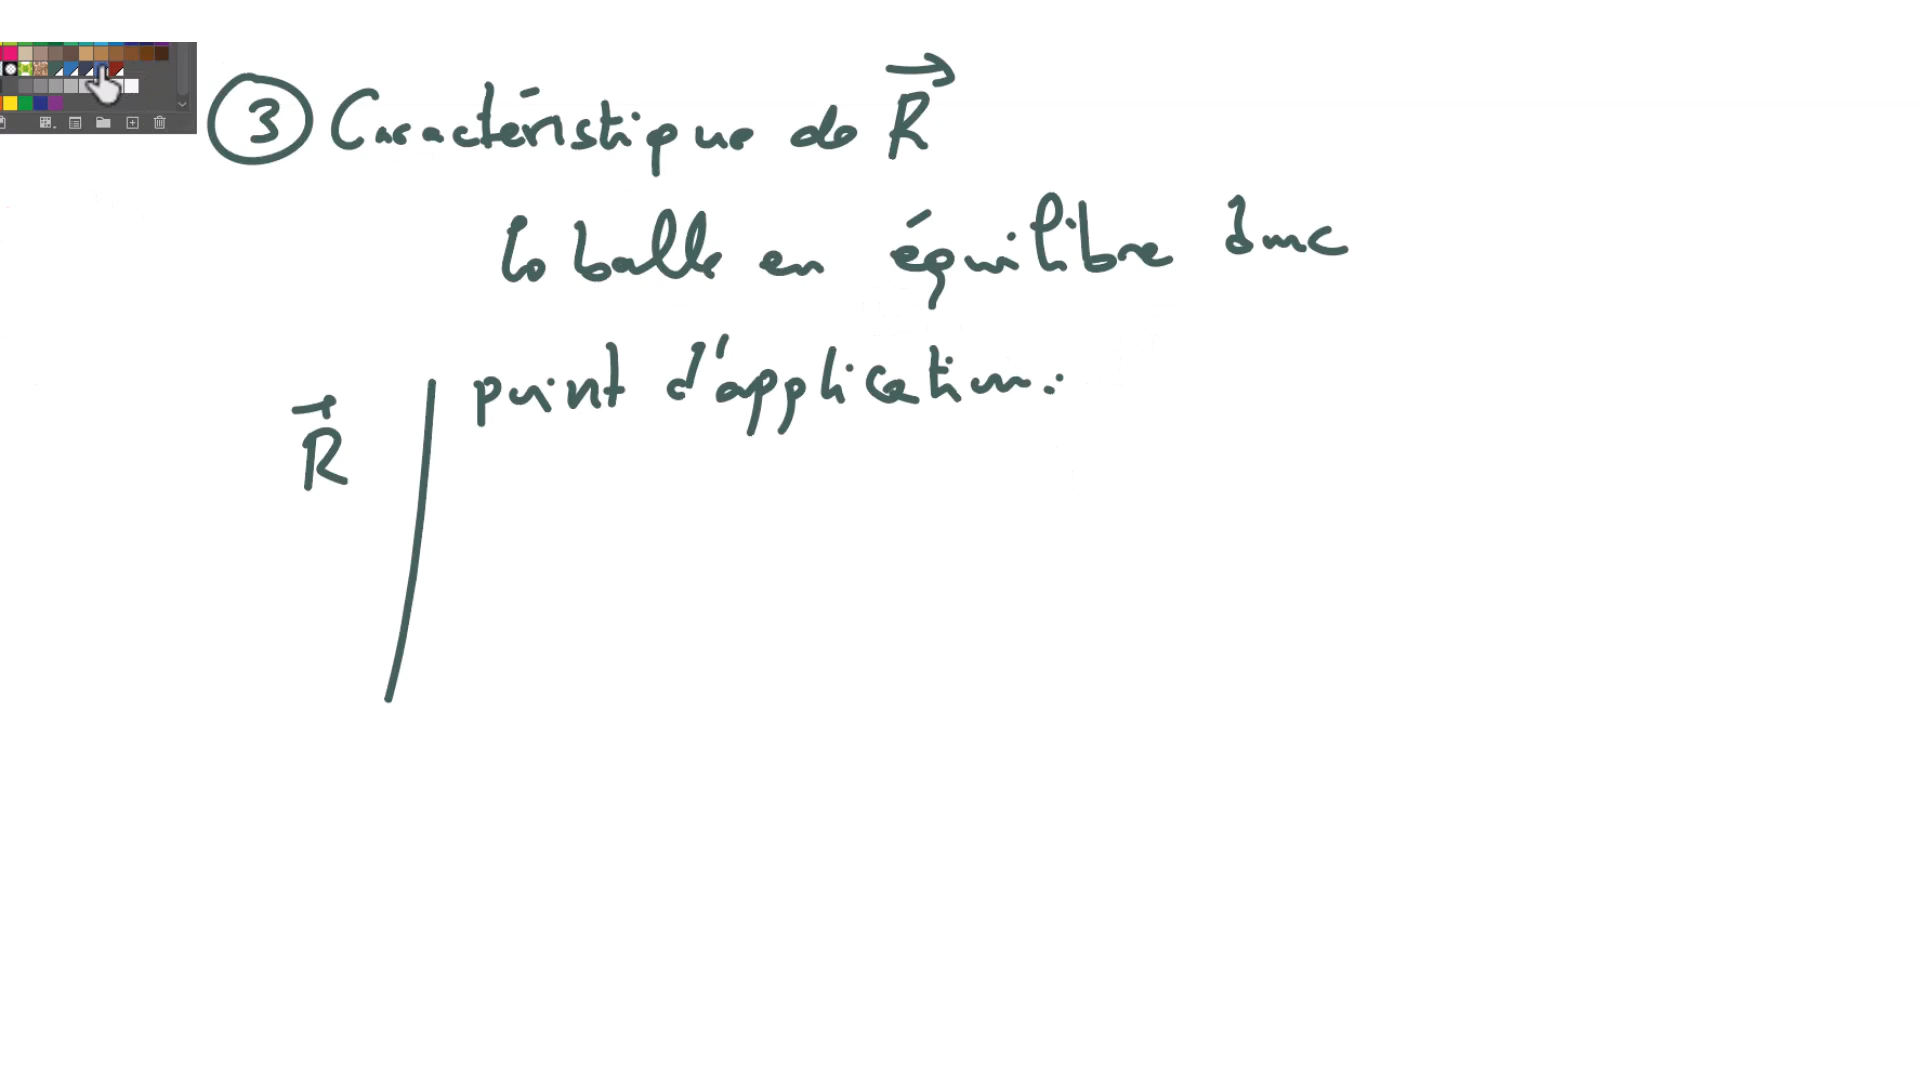 ③ Caractéristique de R⃗
la balle en équilibre donc
point d'application:
R⃗